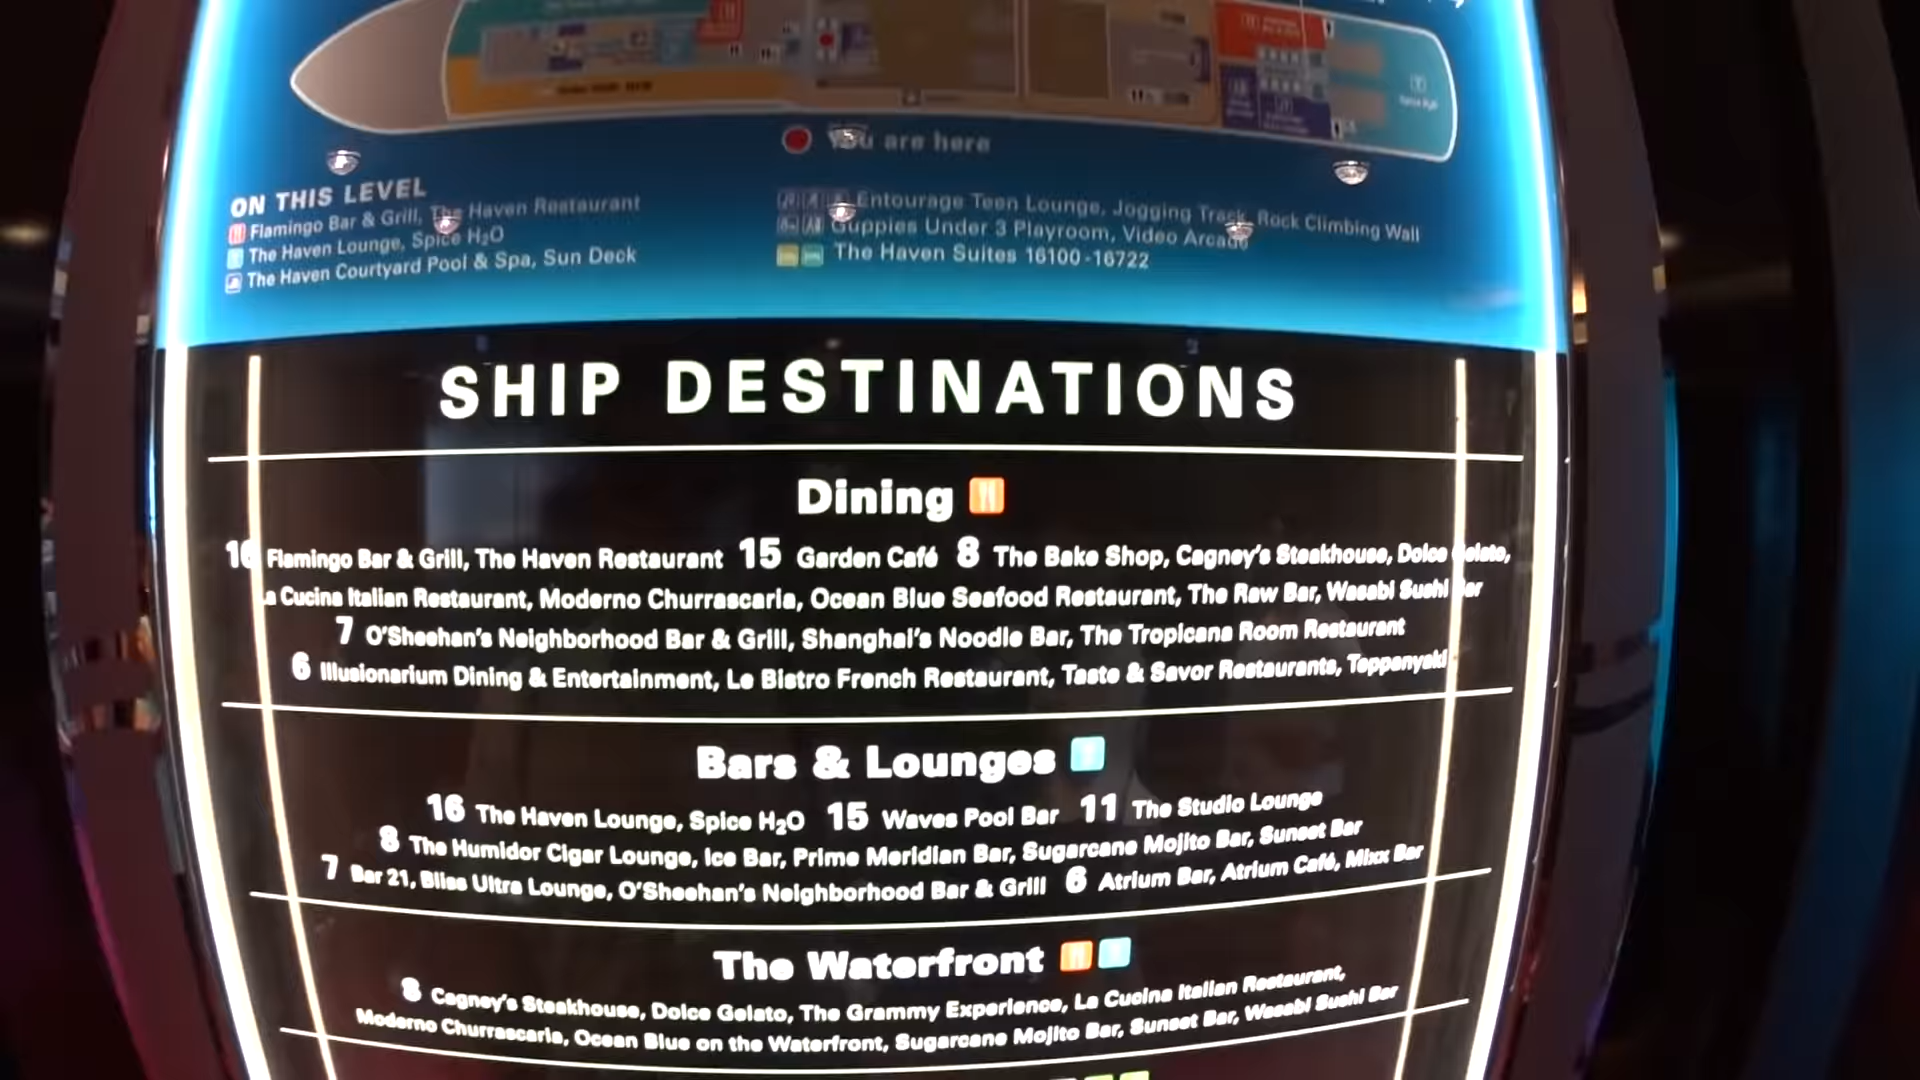 You are here
ON THIS LEVEL
Flamingo Bar & Grill, The Haven Restaurant
The Haven Lounge, Spice H₂O
The Haven Courtyard Pool & Spa, Sun Deck
Entourage Teen Lounge, Jogging Track, Rock Climbing Wall
Guppies Under 3 Playroom, Video Arcade
The Haven Suites 16100-16722
SHIP DESTINATIONS
Dining
16 Flamingo Bar & Grill, The Haven Restaurant 15 Garden Café 8 The Bake Shop, Cagney's Steakhouse, Dolce Gelato,
La Cucina Italian Restaurant, Moderno Churrascaria, Ocean Blue Seafood Restaurant, The Raw Bar, Wasabi Sushi Bar
7 O'Sheehan's Neighborhood Bar & Grill, Shanghai's Noodle Bar, The Tropicana Room Restaurant
6 Illusionarium Dining & Entertainment, Le Bistro French Restaurant, Taste & Savor Restaurants, Teppanyaki
Bars & Lounges
16 The Haven Lounge, Spice H₂O 15 Waves Pool Bar 11 The Studio Lounge
8 The Humidor Cigar Lounge, Ice Bar, Prime Meridian Bar, Sugarcane Mojito Bar, Sunset Bar
7 Bar 21, Bliss Ultra Lounge, O'Sheehan's Neighborhood Bar & Grill 6 Atrium Bar, Atrium Café, Mixx Bar
The Waterfront
8 Cagney's Steakhouse, Dolce Gelato, The Grammy Experience, La Cucina Italian Restaurant,
Moderno Churrascaria, Ocean Blue on the Waterfront, Sugarcane Mojito Bar, Sunset Bar, Wasabi Sushi Bar